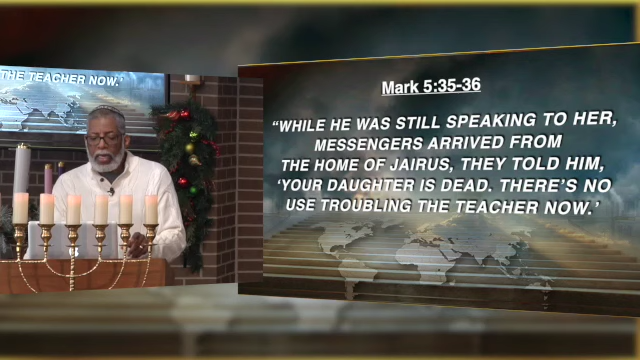 THE TEACHER NOW.’
Mark 5:35-36
“WHILE HE WAS STILL SPEAKING TO HER,
MESSENGERS ARRIVED FROM
THE HOME OF JAIRUS, THEY TOLD HIM,
‘YOUR DAUGHTER IS DEAD. THERE’S NO
USE TROUBLING THE TEACHER NOW.’